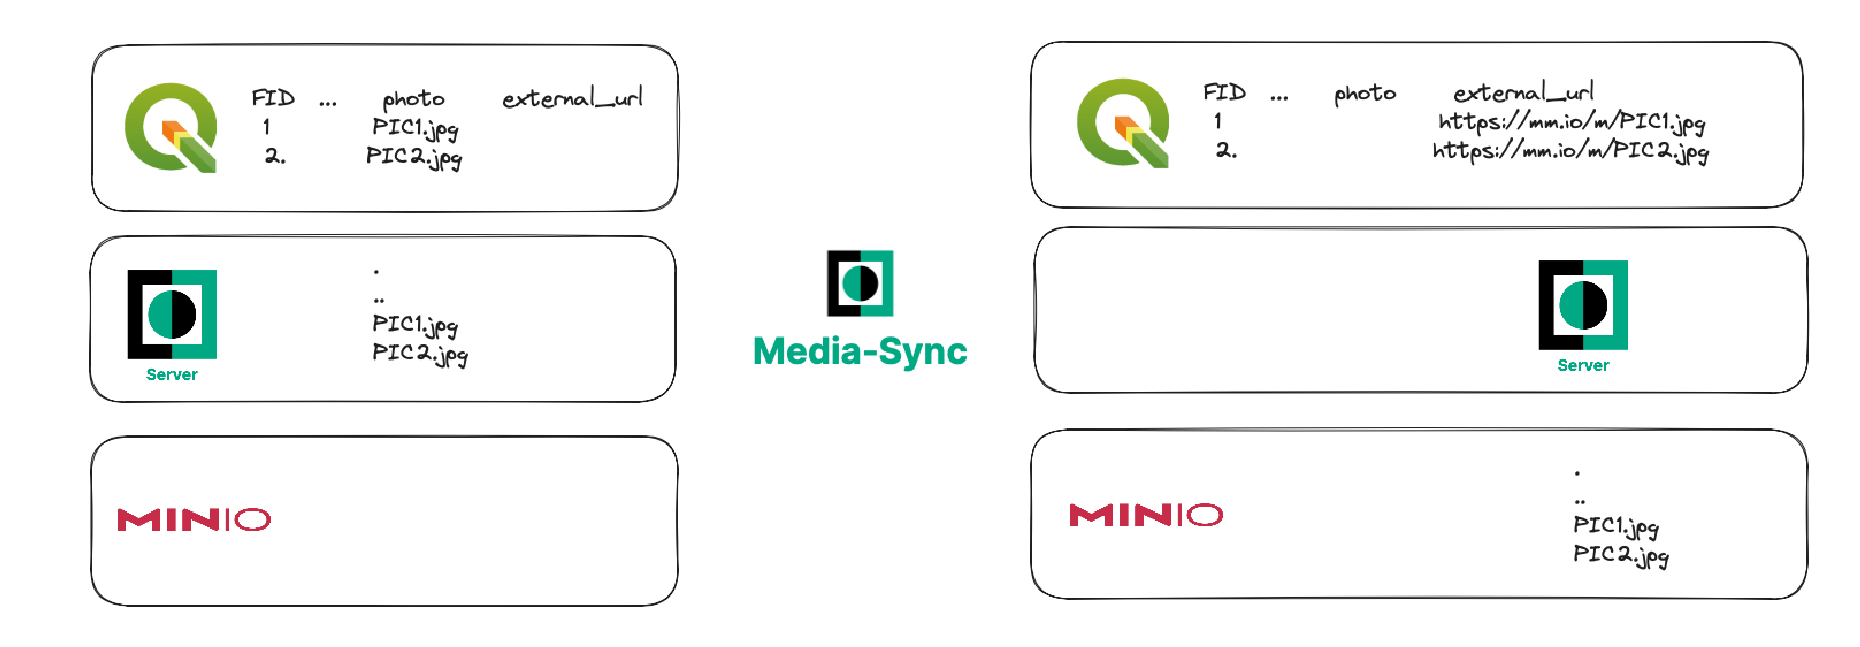 FID ... photo external_url
1 PIC1.jpg
2. PIC2.jpg
.
..
PIC1.jpg
PIC2.jpg
Server
MINIO
Media-Sync
FID ... photo external_url
1 https://mm.io/m/PIC1.jpg
2. https://mm.io/m/PIC2.jpg
Server
MINIO
.
..
PIC1.jpg
PIC2.jpg